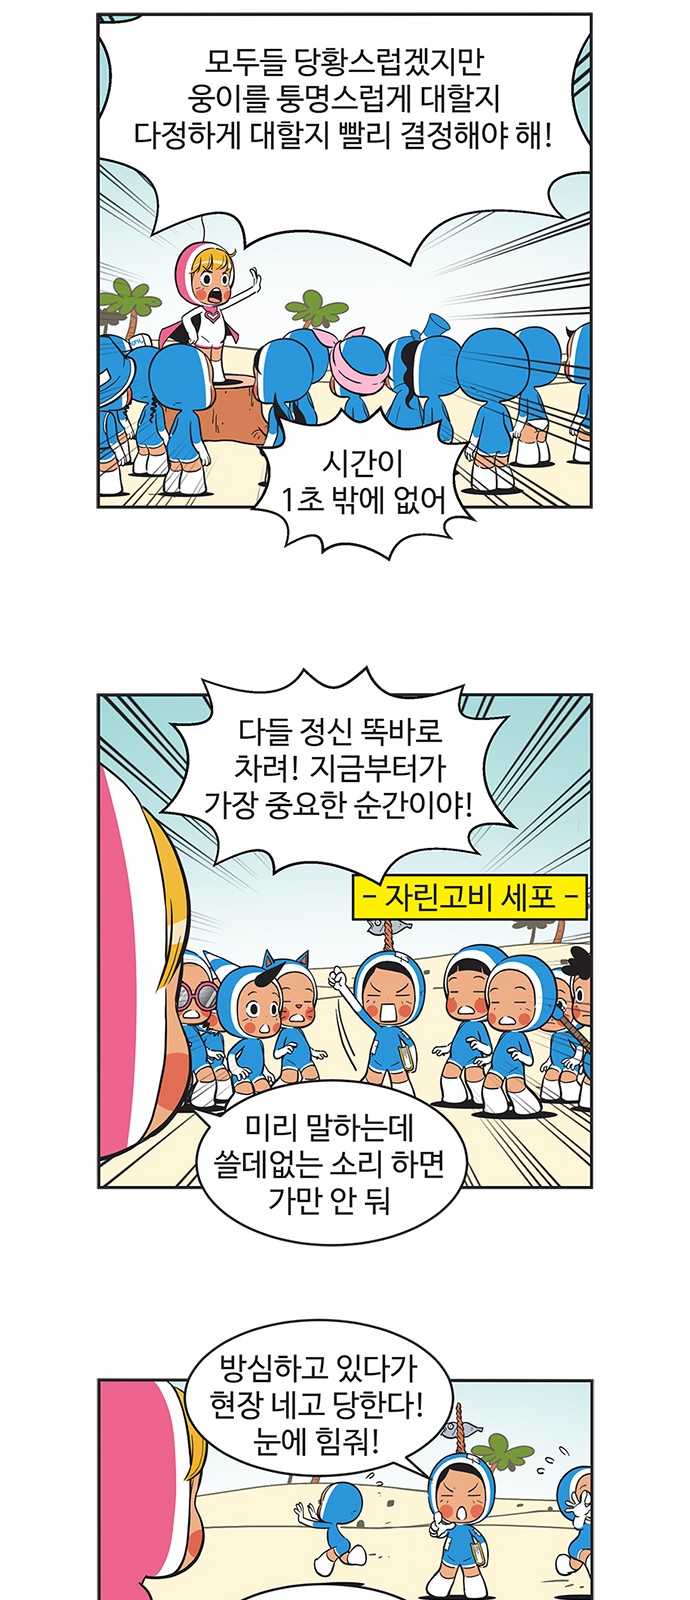 모두들 당황스럽겠지만
웅이를 퉁명스럽게 대할지
다정하게 대할지 빨리 결정해야 해!
시간이
1초 밖에 없어
다들 정신 똑바로
차려! 지금부터가
가장 중요한 순간이야!
- 자린고비 세포 -
미리 말하는데
쓸데없는 소리 하면
가만 안 둬
방심하고 있다가
현장 네고 당한다!
눈에 힘줘!